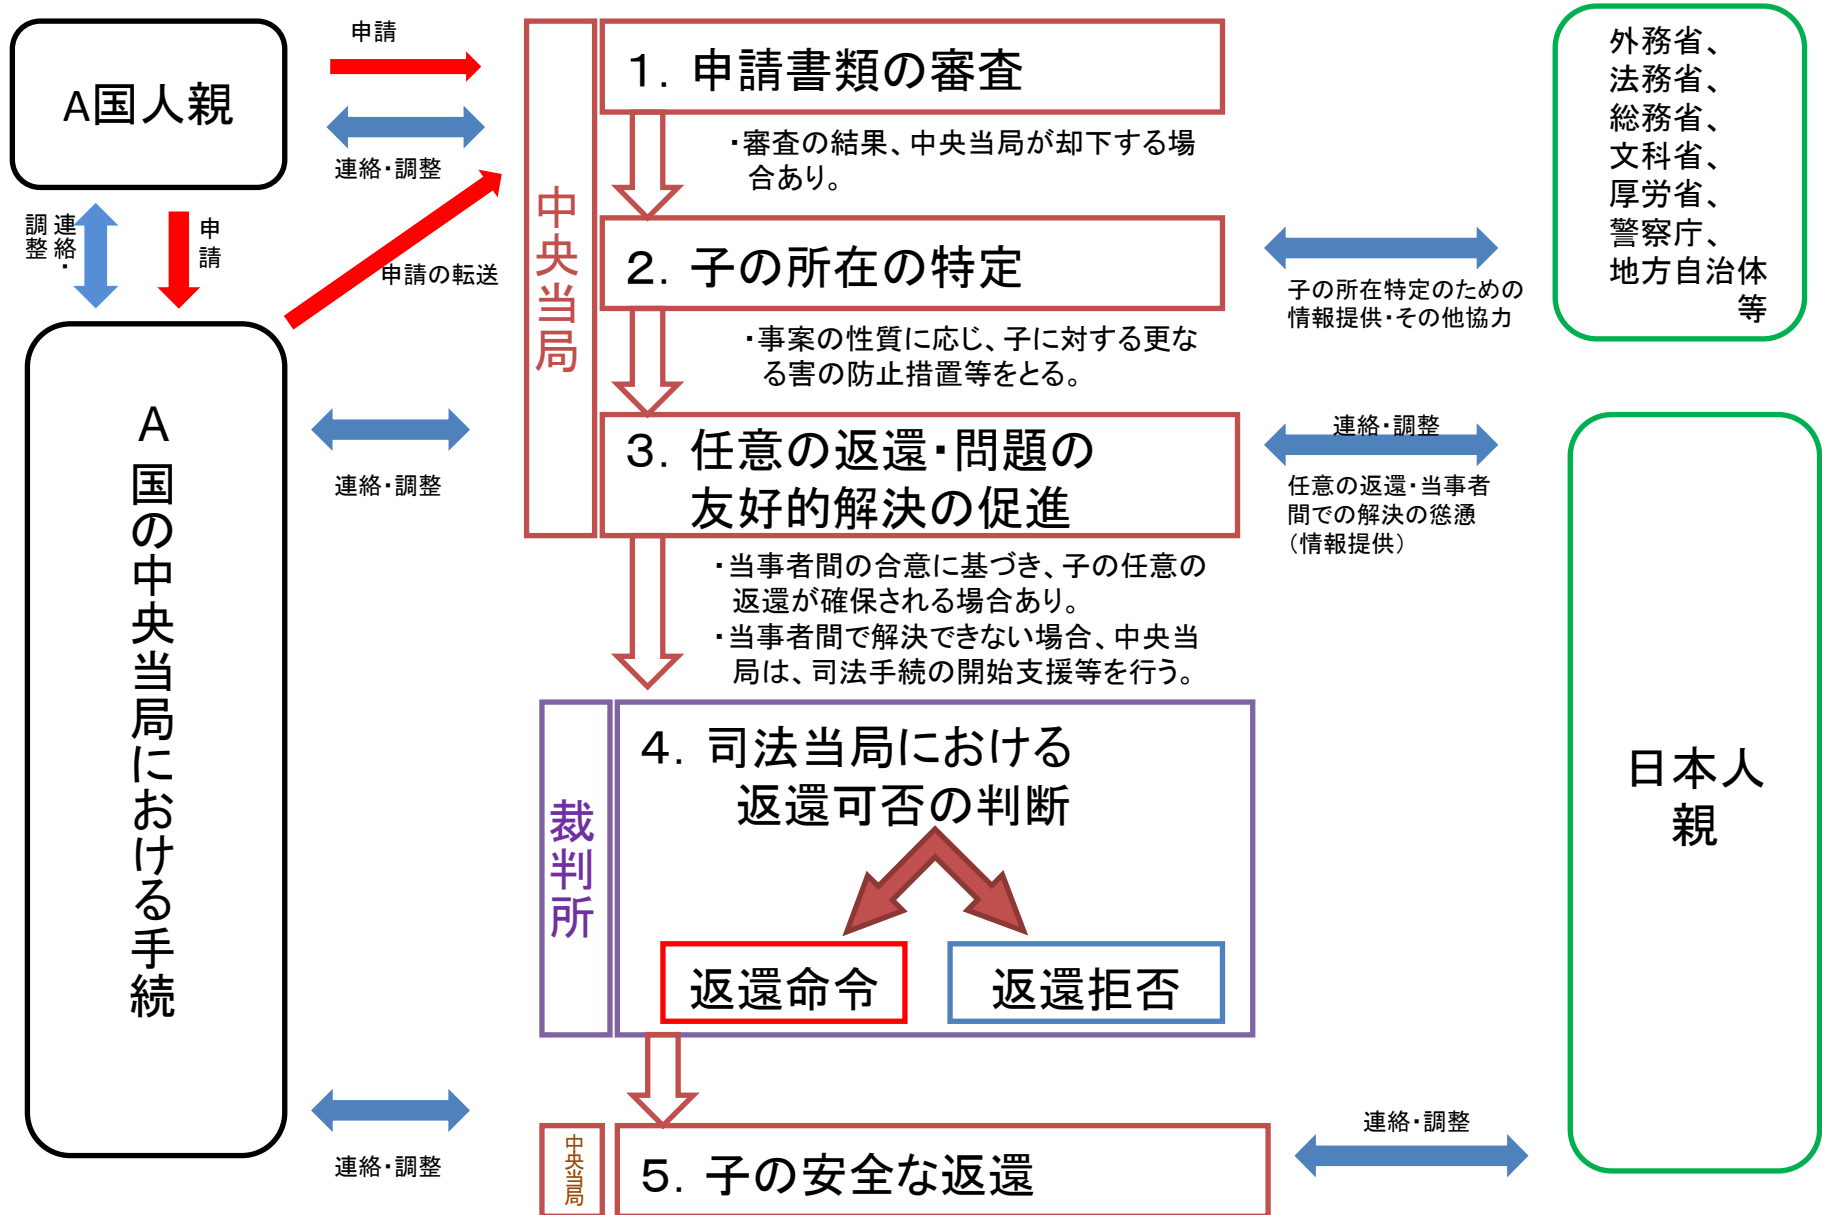 A国人親
申請
連絡・調整
連絡・
調整
申請
申請の転送
A国の中央当局における手続
連絡・調整
連絡・調整
中央当局
1．申請書類の審査
・審査の結果、中央当局が却下する場
合あり。
2．子の所在の特定
・事案の性質に応じ、子に対する更な
る害の防止措置等をとる。
3．任意の返還・問題の
友好的解決の促進
・当事者間の合意に基づき、子の任意の
返還が確保される場合あり。
・当事者間で解決できない場合、中央当
局は、司法手続の開始支援等を行う。
裁判所
4．司法当局における
返還可否の判断
返還命令
返還拒否
中央当局
5．子の安全な返還
外務省、
法務省、
総務省、
文科省、
厚労省、
警察庁、
地方自治体
等
子の所在特定のための
情報提供・その他協力
連絡・調整
任意の返還・当事者
間での解決の慫慂
（情報提供）
日本人
親
連絡・調整